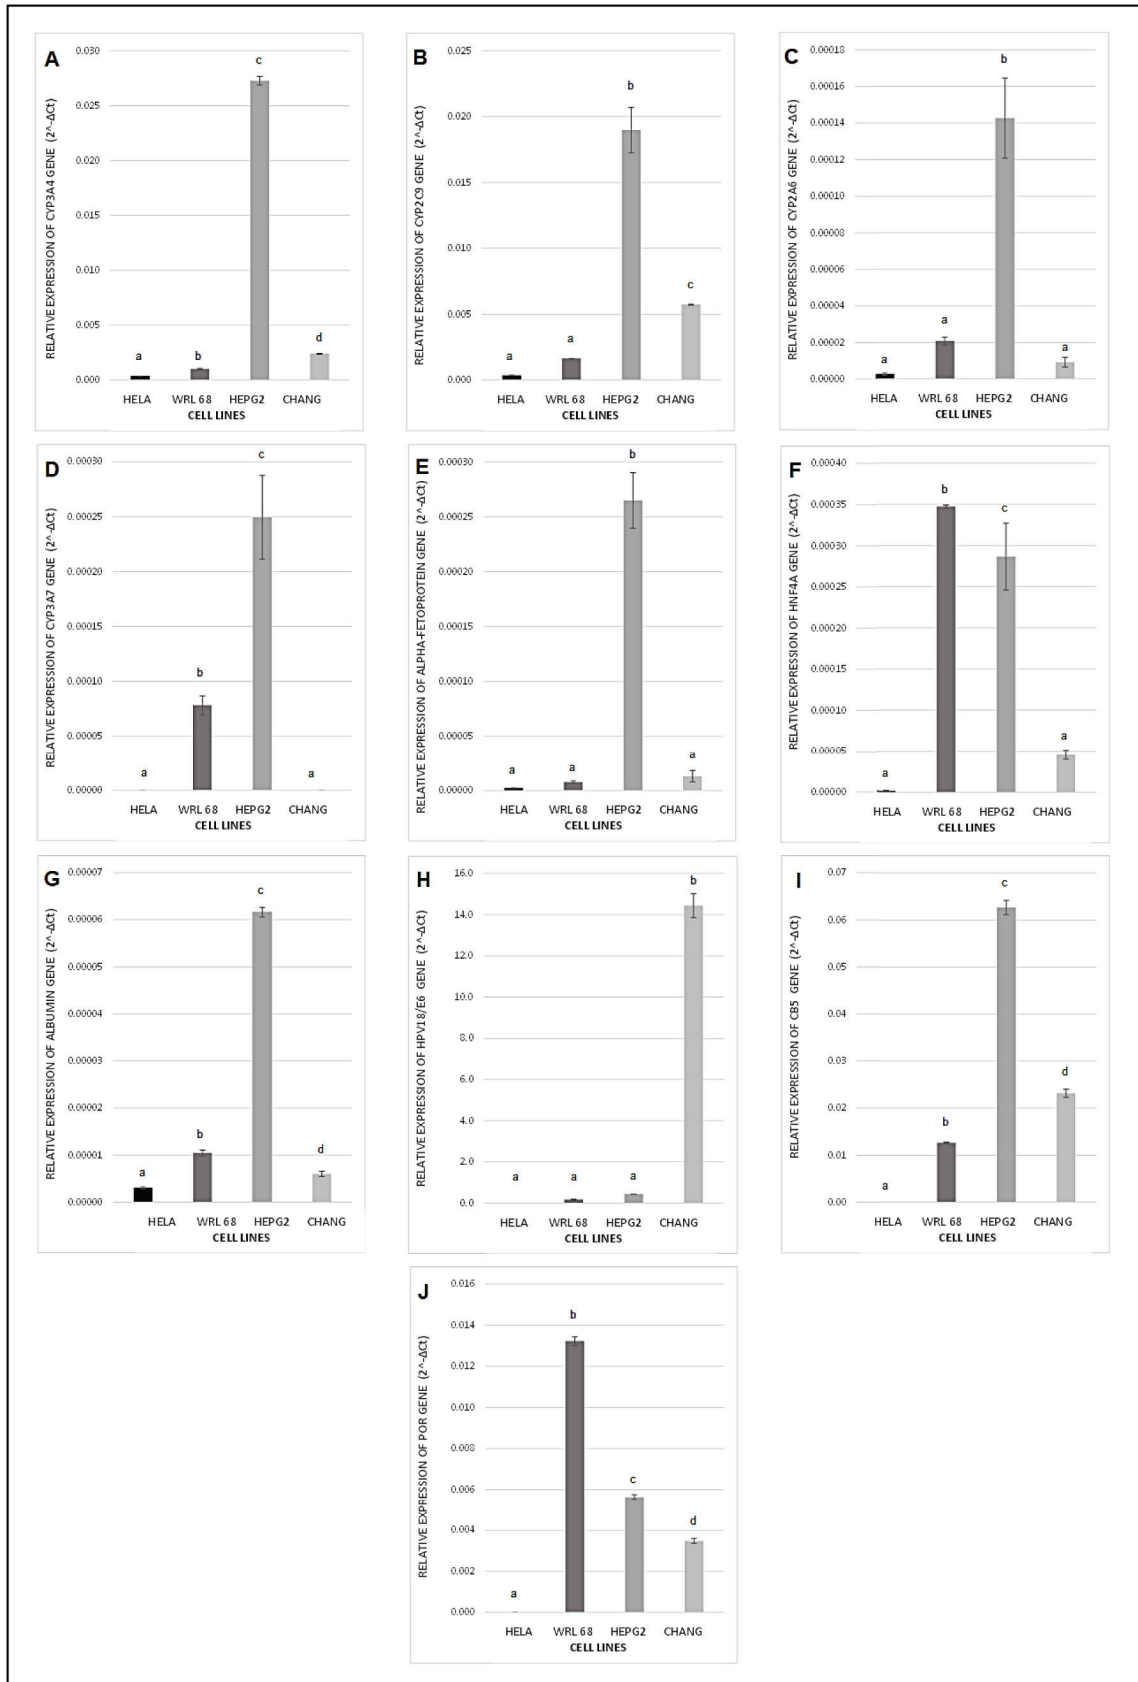 A
RELATIVE EXPRESSION OF CYP3A4 GENE (2^-ΔCt)
0.030
0.025
0.020
0.015
0.010
0.005
0.000
a
b
c
d
HELA WRL 68 HEPG2 CHANG
CELL LINES
B
RELATIVE EXPRESSION OF CYP2C9 GENE (2^-ΔCt)
0.025
0.020
0.015
0.010
0.005
0.000
a
a
b
c
HELA WRL 68 HEPG2 CHANG
CELL LINES
C
RELATIVE EXPRESSION OF CYP2A6 GENE (2^-ΔCt)
0.00018
0.00016
0.00014
0.00012
0.00010
0.00008
0.00006
0.00004
0.00002
0.00000
a
a
b
a
HELA WRL 68 HEPG2 CHANG
CELL LINES
D
RELATIVE EXPRESSION OF CYP3A7 GENE (2^-ΔCt)
0.00030
0.00025
0.00020
0.00015
0.00010
0.00005
0.00000
a
b
c
a
HELA WRL 68 HEPG2 CHANG
CELL LINES
E
RELATIVE EXPRESSION OF ALPHA-FETOPROTEIN GENE (2^-ΔCt)
0.00030
0.00025
0.00020
0.00015
0.00010
0.00005
0.00000
a
a
b
a
HELA WRL 68 HEPG2 CHANG
CELL LINES
F
RELATIVE EXPRESSION OF HNF4A GENE (2^-ΔCt)
0.00040
0.00035
0.00030
0.00025
0.00020
0.00015
0.00010
0.00005
0.00000
a
b
c
a
HELA WRL 68 HEPG2 CHANG
CELL LINES
G
RELATIVE EXPRESSION OF ALBUMIN GENE (2^-ΔCt)
0.00007
0.00006
0.00005
0.00004
0.00003
0.00002
0.00001
0.00000
a
b
c
d
HELA WRL 68 HEPG2 CHANG
CELL LINES
H
RELATIVE EXPRESSION OF HPV18/E6 GENE (2^-ΔCt)
16.0
14.0
12.0
10.0
8.0
6.0
4.0
2.0
0.0
a
a
a
b
HELA WRL 68 HEPG2 CHANG
CELL LINES
I
RELATIVE EXPRESSION OF CB5 GENE (2^-ΔCt)
0.07
0.06
0.05
0.04
0.03
0.02
0.01
0.00
a
b
c
d
HELA WRL 68 HEPG2 CHANG
CELL LINES
J
RELATIVE EXPRESSION OF POR GENE (2^-ΔCt)
0.016
0.014
0.012
0.010
0.008
0.006
0.004
0.002
0.000
a
b
c
d
HELA WRL 68 HEPG2 CHANG
CELL LINES